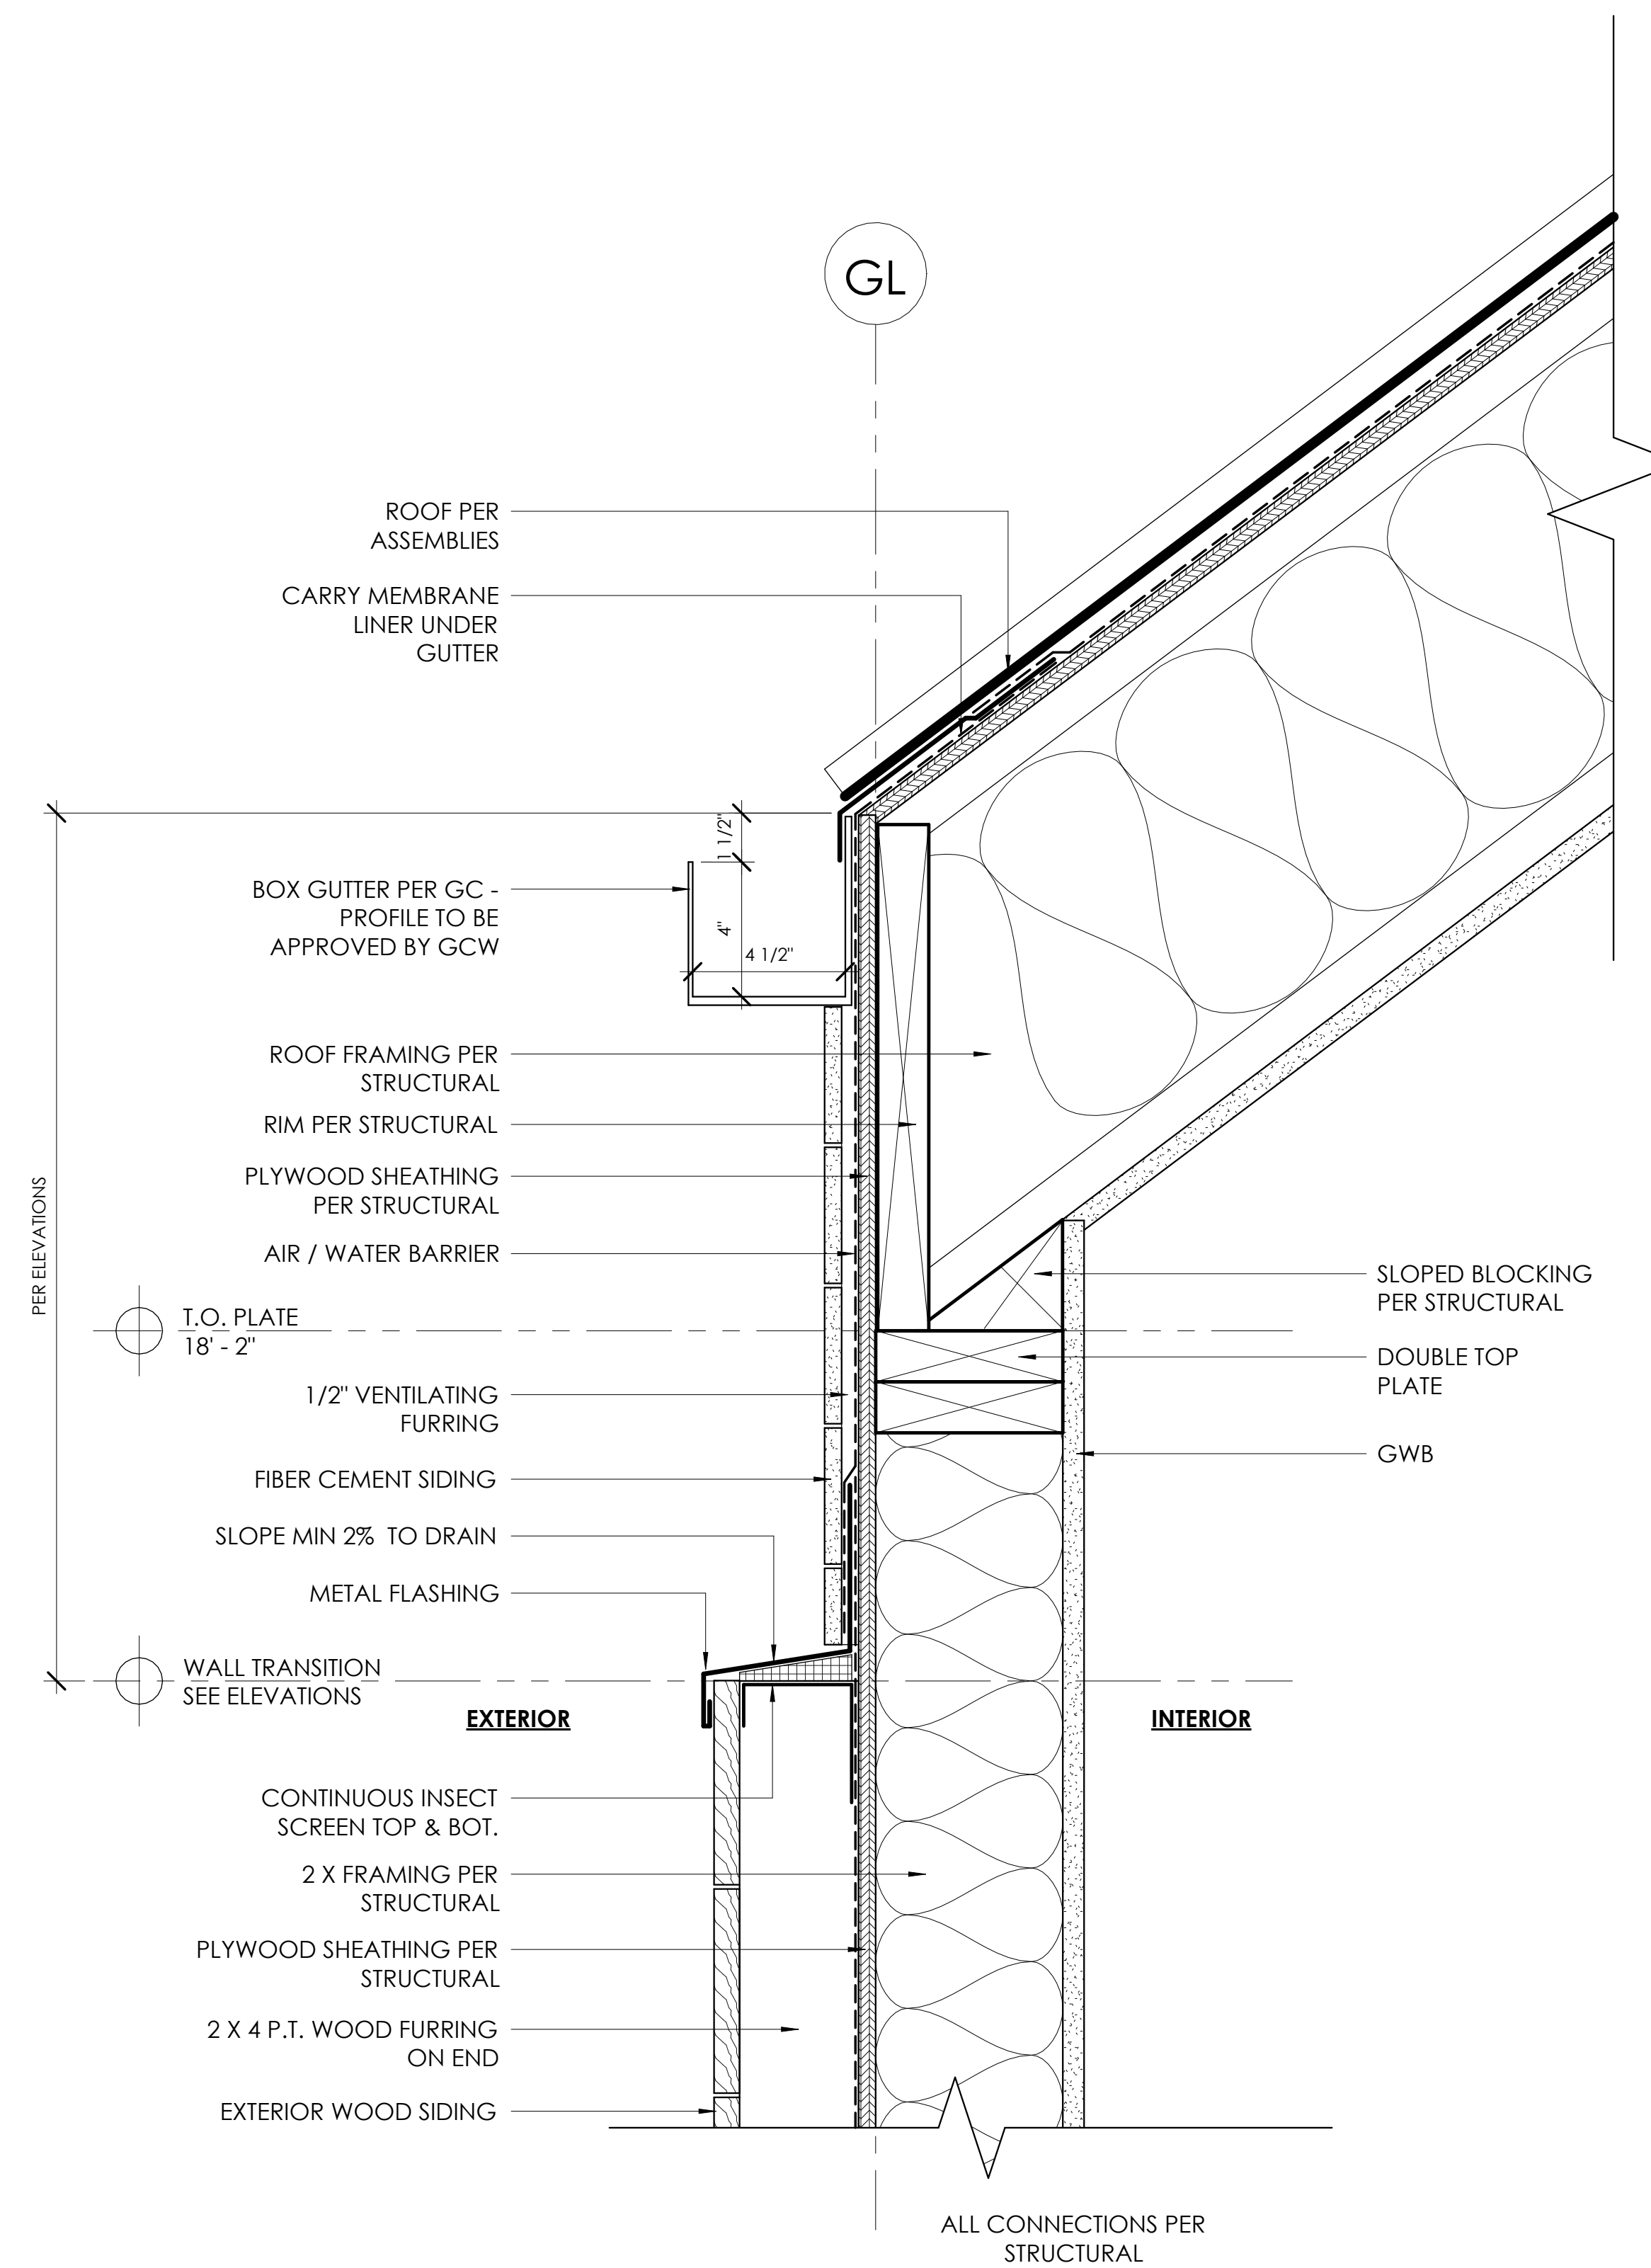 GL
ROOF PER
ASSEMBLIES
CARRY MEMBRANE
LINER UNDER
GUTTER
1 1/2"
BOX GUTTER PER GC -
PROFILE TO BE
APPROVED BY GCW
4"
4 1/2"
ROOF FRAMING PER
STRUCTURAL
RIM PER STRUCTURAL
PLYWOOD SHEATHING
PER STRUCTURAL
AIR / WATER BARRIER
PER ELEVATIONS
SLOPED BLOCKING
PER STRUCTURAL
T.O. PLATE
18' - 2"
DOUBLE TOP
PLATE
1/2" VENTILATING
FURRING
GWB
FIBER CEMENT SIDING
SLOPE MIN 2% TO DRAIN
METAL FLASHING
WALL TRANSITION
SEE ELEVATIONS
EXTERIOR
INTERIOR
CONTINUOUS INSECT
SCREEN TOP & BOT.
2 X FRAMING PER
STRUCTURAL
PLYWOOD SHEATHING PER
STRUCTURAL
2 X 4 P.T. WOOD FURRING
ON END
EXTERIOR WOOD SIDING
ALL CONNECTIONS PER
STRUCTURAL